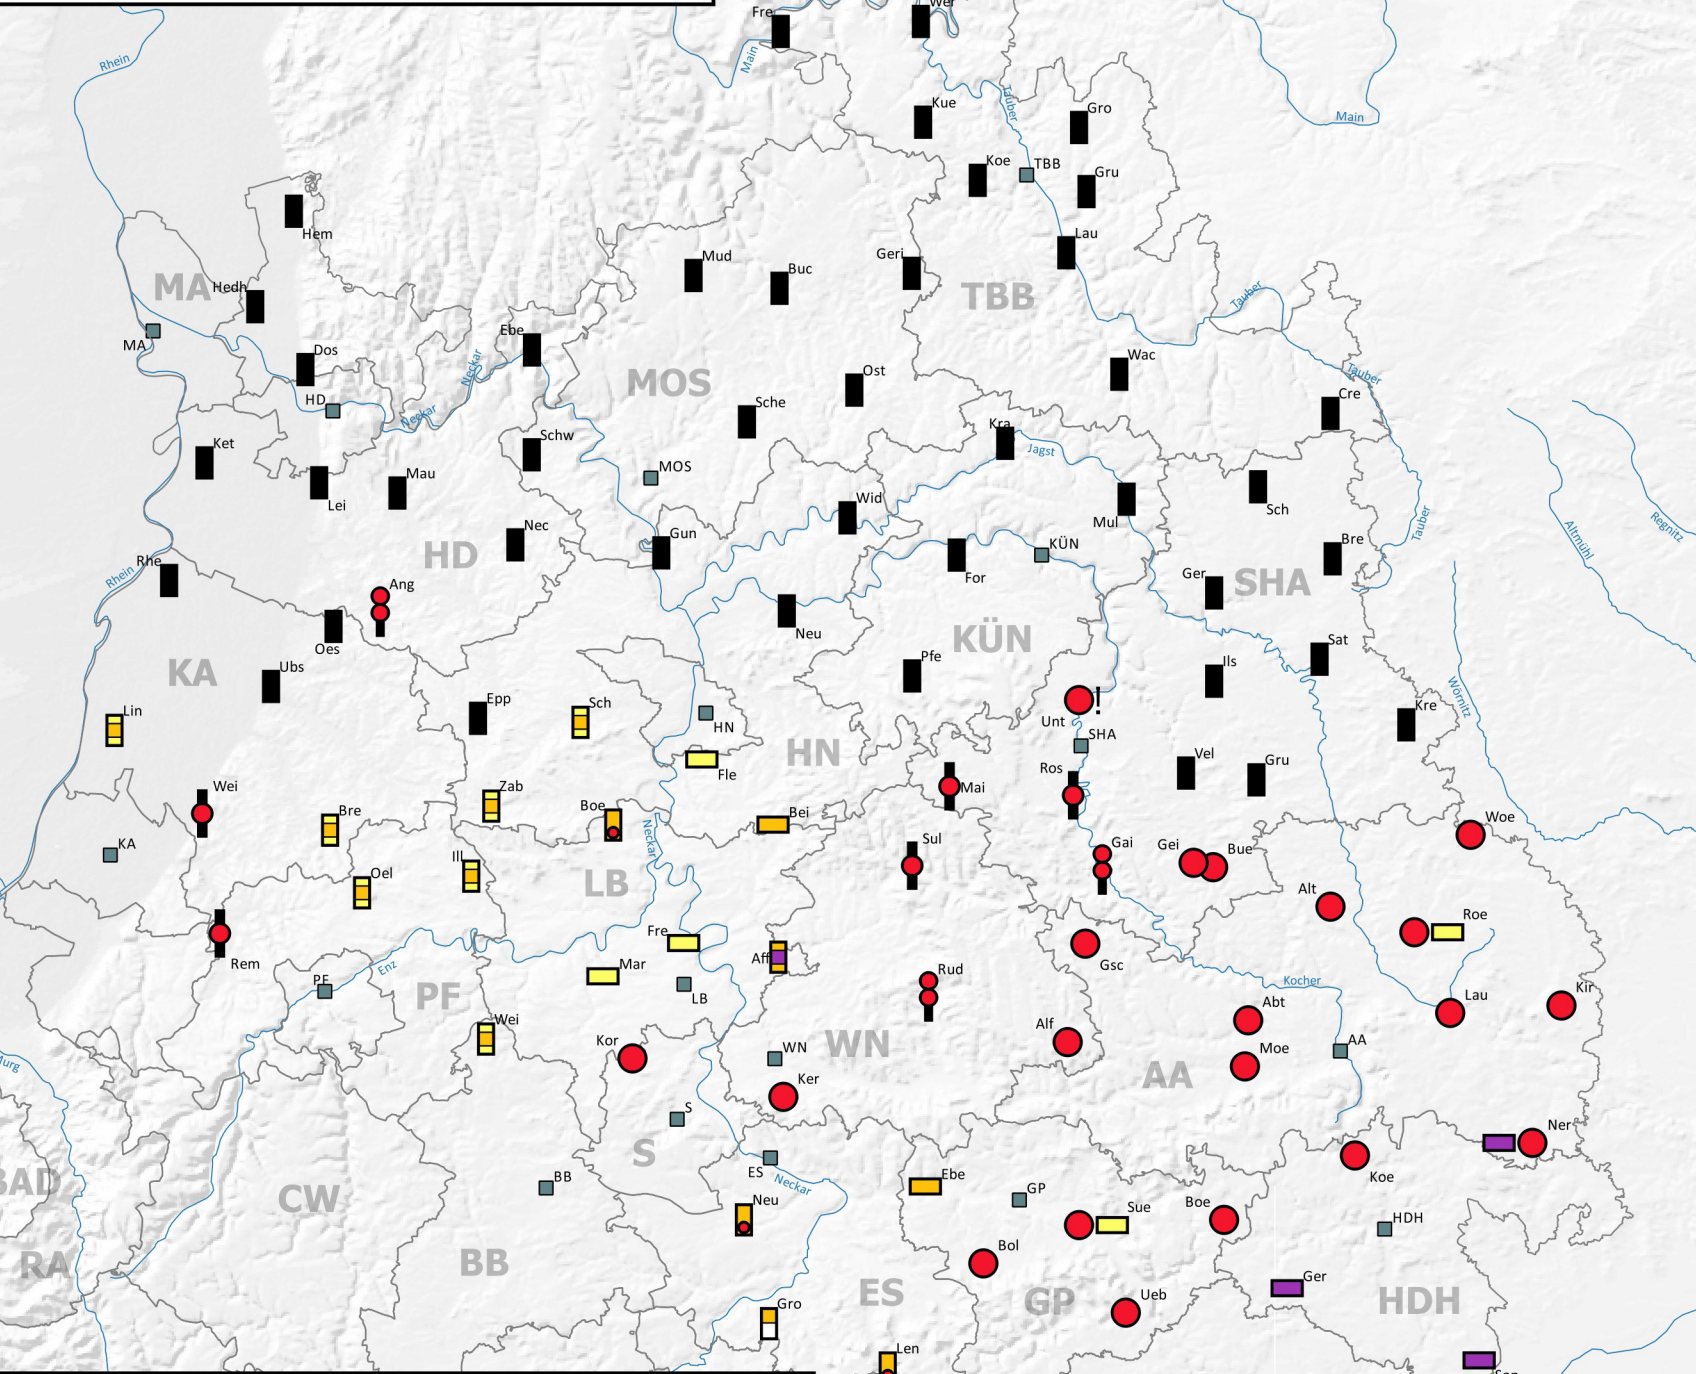 Fre
Wer
Rhein
Main
Kue
Tauber
Gro
Main
Koe
TBB
Gru
Hem
Lau
Mud
Buc
Geri
MA
Hedh
TBB
Tauber
MA
Ebe
Dos
Neckar
Wac
HD
Neckar
MOS
Ost
Tauber
Cre
Sche
Kra
Jagst
Ket
Schw
MOS
Lei
Mau
Wid
Mul
Sch
Nec
Gun
Tauber
Altmühl
Regnitz
HD
For
KÜN
Bre
Rhe
Rhein
Ang
Ger
SHA
Oes
Neu
KÜN
Sat
KA
Ubs
Pfe
Ils
Wörnitz
Lin
Epp
Sch
HN
Unt
!
SHA
Kre
HN
Fle
Vel
Gru
Wei
Zab
Boe
Mai
Ros
Bre
Bei
Woe
KA
Neckar
Sul
Gai
Gei
Bue
Ill
Oel
LB
Alt
Fre
Roe
Rem
Aff
Gsc
Enz
Mar
Rud
Kocher
PF
PF
LB
Abt
Lau
Kir
Wei
Kor
WN
WN
Alf
Moe
AA
Murg
Ker
AA
S
Ner
S
ES
Koe
BAD
BB
Neckar
Ebe
GP
CW
Neu
Sue
Boe
HDH
RA
BB
Bol
Ger
ES
GP
Ueb
HDH
Gro
Len